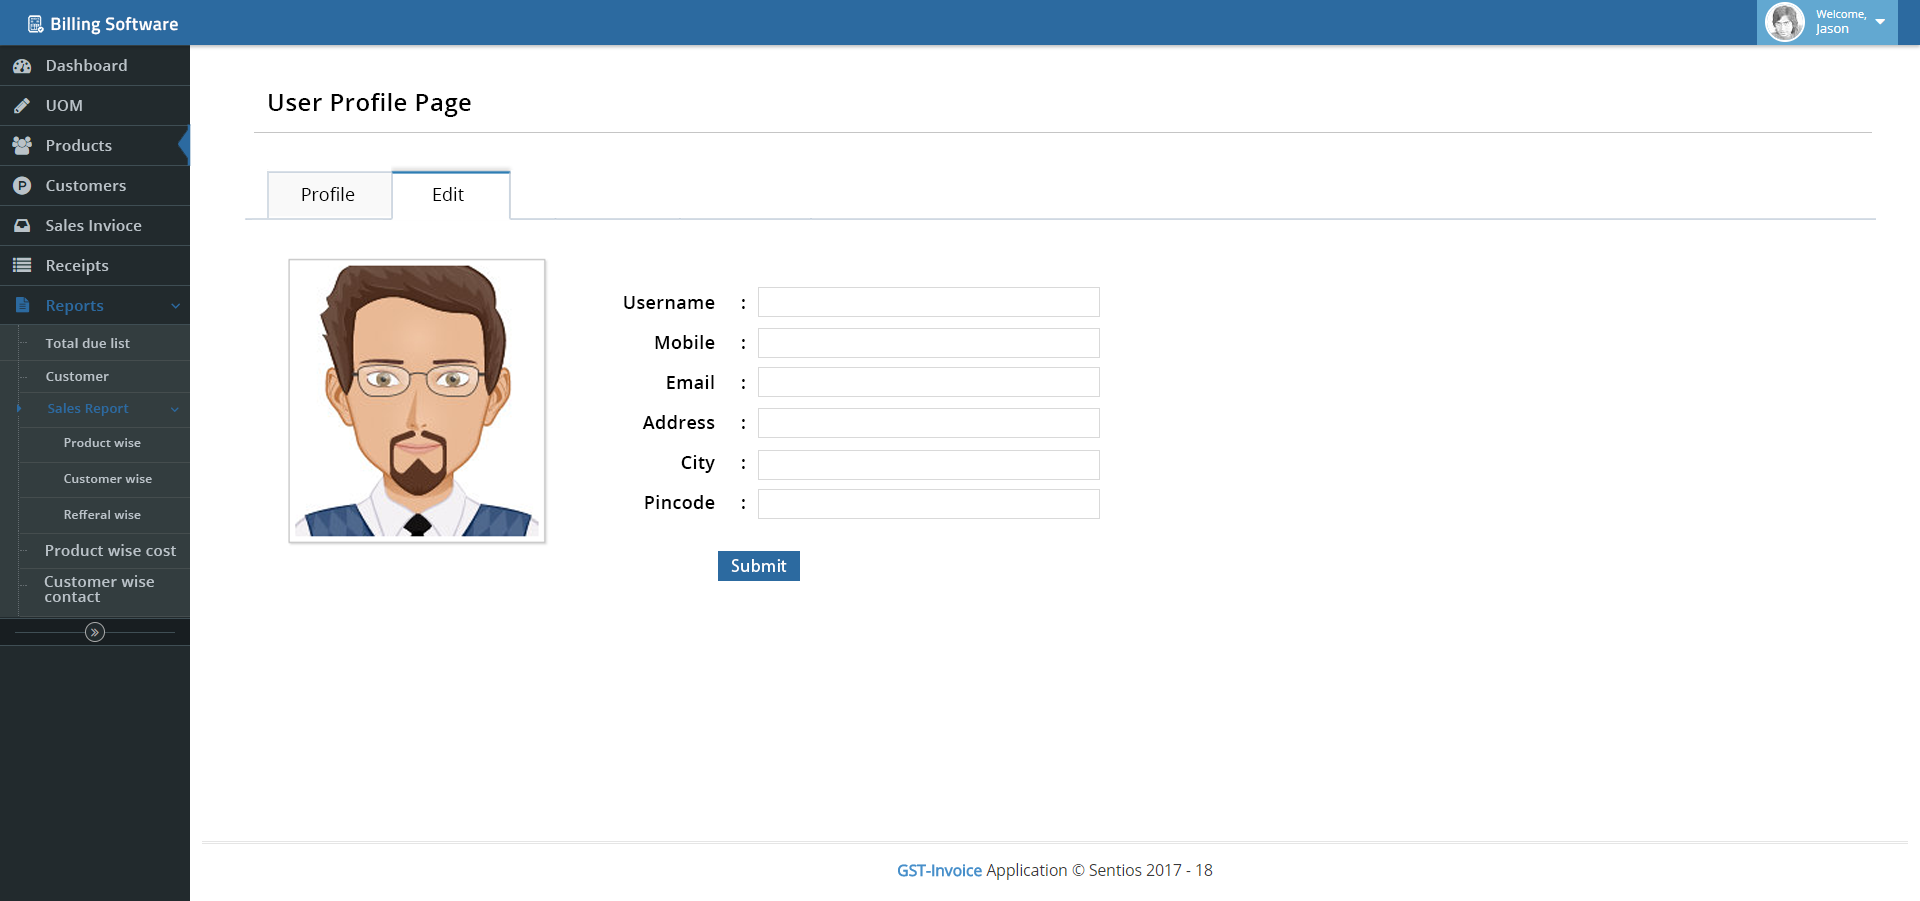 Billing Software
Welcome,
Jason
Dashboard
UOM
Products
Customers
Sales Invioce
Receipts
Reports
Total due list
Customer
Sales Report
Product wise
Customer wise
Refferal wise
Product wise cost
Customer wise
contact
User Profile Page
Profile
Edit
Username :
Mobile :
Email :
Address :
City :
Pincode :
Submit
GST-Invoice Application © Sentios 2017 - 18